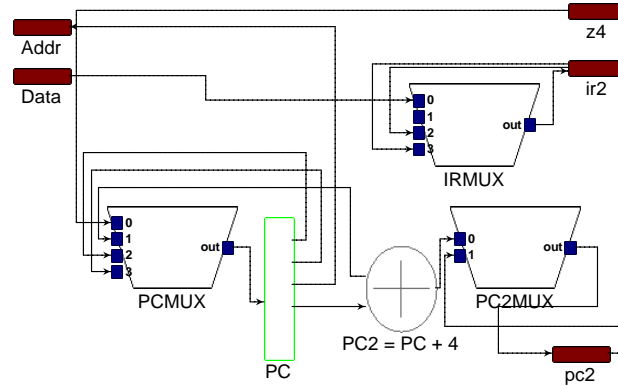 z4
Addr
Data
ir2
0
1
2
3
out
IRMUX
0
1
2
3
out
PCMUX
PC
PC2 = PC + 4
0
1
out
PC2MUX
pc2